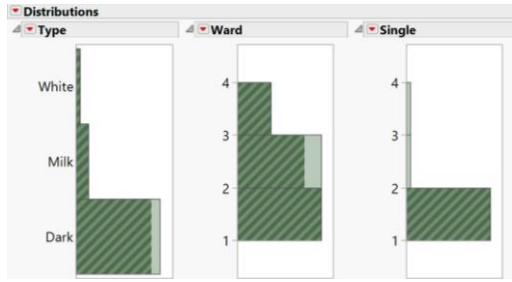 Distributions
Type
Ward
Single
White
Milk
Dark
4
3
2
1
4
3
2
1